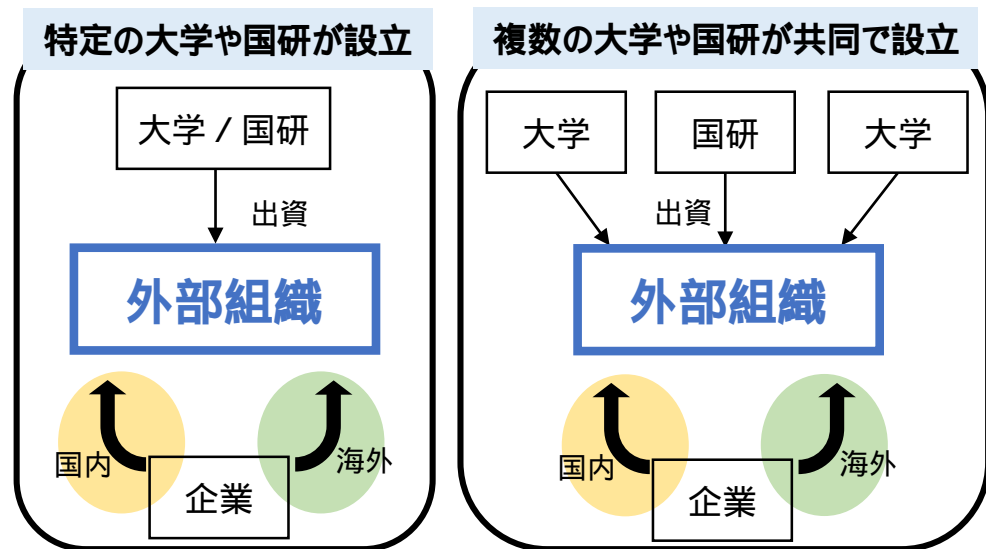 特定の大学や国研が設立
大学 / 国研
出資
外部組織
国内
海外
企業
複数の大学や国研が共同で設立
大学
国研
大学
出資
外部組織
国内
海外
企業